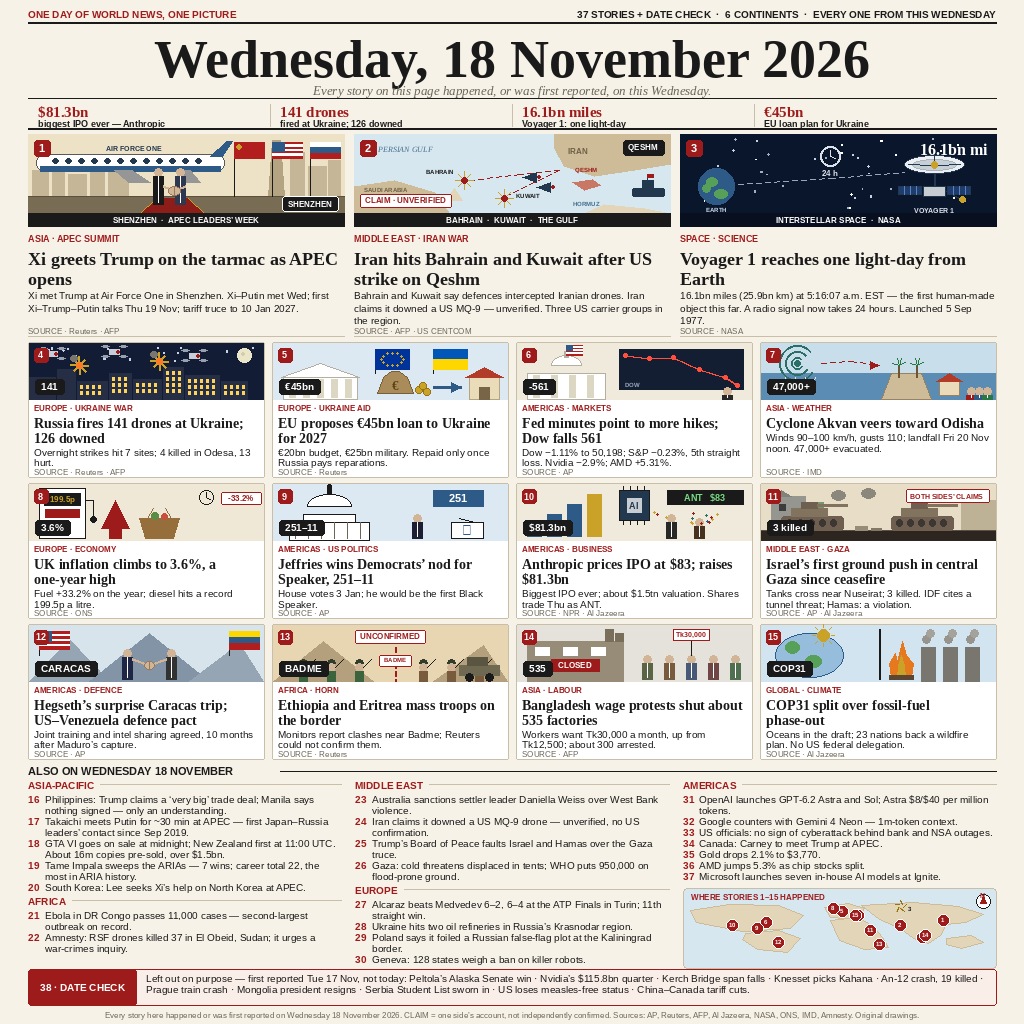 ONE DAY OF WORLD NEWS, ONE PICTURE
37 STORIES + DATE CHECK · 6 CONTINENTS · EVERY ONE FROM THIS WEDNESDAY
Wednesday, 18 November 2026
Every story on this page happened, or was first reported, on this Wednesday.
$81.3bn
biggest IPO ever — Anthropic
141 drones
fired at Ukraine; 126 downed
16.1bn miles
Voyager 1: one light-day
€45bn
EU loan plan for Ukraine
1
AIR FORCE ONE
SHENZHEN
SHENZHEN · APEC LEADERS' WEEK
ASIA · APEC SUMMIT
Xi greets Trump on the tarmac as APEC
opens
Xi met Trump at Air Force One in Shenzhen. Xi–Putin met Wed; first
Xi–Trump–Putin talks Thu 19 Nov; tariff truce to 10 Jan 2027.
SOURCE · Reuters · AFP
2
PERSIAN GULF
IRAN
QESHM
BAHRAIN
QESHM
SAUDI ARABIA
KUWAIT
CLAIM · UNVERIFIED
HORMUZ
BAHRAIN · KUWAIT · THE GULF
MIDDLE EAST · IRAN WAR
Iran hits Bahrain and Kuwait after US
strike on Qeshm
Bahrain and Kuwait say defences intercepted Iranian drones. Iran
claims it downed a US MQ-9 — unverified. Three US carrier groups in
the region.
SOURCE · AFP · US CENTCOM
3
16.1bn mi
24 h
EARTH
VOYAGER 1
INTERSTELLAR SPACE · NASA
SPACE · SCIENCE
Voyager 1 reaches one light-day from
Earth
16.1bn miles (25.9bn km) at 5:16:07 a.m. EST — the first human-made
object this far. A radio signal now takes 24 hours. Launched 5 Sep
1977.
SOURCE · NASA
4
141
EUROPE · UKRAINE WAR
Russia fires 141 drones at Ukraine;
126 downed
Overnight strikes hit 7 sites; 4 killed in Odesa, 13
hurt.
SOURCE · Reuters · AFP
5
€
€45bn
EUROPE · UKRAINE AID
EU proposes €45bn loan to Ukraine
for 2027
€20bn budget, €25bn military. Repaid only once
Russia pays reparations.
SOURCE · Reuters
6
-561
DOW
AMERICAS · MARKETS
Fed minutes point to more hikes;
Dow falls 561
Dow −1.11% to 50,198; S&P −0.23%, 5th straight
loss. Nvidia −2.9%; AMD +5.31%.
SOURCE · AP
7
47,000+
ASIA · WEATHER
Cyclone Akvan veers toward Odisha
Winds 90–100 km/h, gusts 110; landfall Fri 20 Nov
noon. 47,000+ evacuated.
SOURCE · IMD
8
199.5p
-33.2%
3.6%
EUROPE · ECONOMY
UK inflation climbs to 3.6%, a
one-year high
Fuel +33.2% on the year; diesel hits a record
199.5p a litre.
SOURCE · ONS
9
251
251–11
AMERICAS · US POLITICS
Jeffries wins Democrats' nod for
Speaker, 251–11
House votes 3 Jan; he would be the first Black
Speaker.
SOURCE · AP
10
AI
ANT $83
$81.3bn
AMERICAS · BUSINESS
Anthropic prices IPO at $83; raises
$81.3bn
Biggest IPO ever; about $1.5tn valuation. Shares
trade Thu as ANT.
SOURCE · NPR · Al Jazeera
11
BOTH SIDES' CLAIMS
3 killed
MIDDLE EAST · GAZA
Israel's first ground push in central
Gaza since ceasefire
Tanks cross near Nuseirat; 3 killed. IDF cites a
tunnel threat; Hamas: a violation.
SOURCE · AP · Al Jazeera
12
CARACAS
AMERICAS · DEFENCE
Hegseth's surprise Caracas trip;
US–Venezuela defence pact
Joint training and intel sharing agreed, 10 months
after Maduro's capture.
SOURCE · AP
13
UNCONFIRMED
BADME
BADME
AFRICA · HORN
Ethiopia and Eritrea mass troops on
the border
Monitors report clashes near Badme; Reuters
could not confirm them.
SOURCE · Reuters
14
Tk30,000
CLOSED
535
ASIA · LABOUR
Bangladesh wage protests shut about
535 factories
Workers want Tk30,000 a month, up from
Tk12,500; about 300 arrested.
SOURCE · AFP
15
COP31
GLOBAL · CLIMATE
COP31 split over fossil-fuel
phase-out
Oceans in the draft; 23 nations back a wildfire
plan. No US federal delegation.
SOURCE · Al Jazeera
ALSO ON WEDNESDAY 18 NOVEMBER
ASIA-PACIFIC
16 Philippines: Trump claims a 'very big' trade deal; Manila says
nothing signed — only an understanding.
17 Takaichi meets Putin for ~30 min at APEC — first Japan–Russia
leaders' contact since Sep 2019.
18 GTA VI goes on sale at midnight; New Zealand first at 11:00 UTC.
About 16m copies pre-sold, over $1.5bn.
19 Tame Impala sweeps the ARIAs — 7 wins; career total 22, the
most in ARIA history.
20 South Korea: Lee seeks Xi's help on North Korea at APEC.
AFRICA
21 Ebola in DR Congo passes 11,000 cases — second-largest
outbreak on record.
22 Amnesty: RSF drones killed 37 in El Obeid, Sudan; it urges a
war-crimes inquiry.
MIDDLE EAST
23 Australia sanctions settler leader Daniella Weiss over West Bank
violence.
24 Iran claims it downed a US MQ-9 drone — unverified, no US
confirmation.
25 Trump's Board of Peace faults Israel and Hamas over the Gaza
truce.
26 Gaza: cold threatens displaced in tents; WHO puts 950,000 on
flood-prone ground.
EUROPE
27 Alcaraz beats Medvedev 6–2, 6–4 at the ATP Finals in Turin; 11th
straight win.
28 Ukraine hits two oil refineries in Russia's Krasnodar region.
29 Poland says it foiled a Russian false-flag plot at the Kaliningrad
border.
30 Geneva: 128 states weigh a ban on killer robots.
AMERICAS
31 OpenAI launches GPT-6.2 Astra and Sol; Astra $8/$40 per million
tokens.
32 Google counters with Gemini 4 Neon — 1m-token context.
33 US officials: no sign of cyberattack behind bank and NSA outages.
34 Canada: Carney to meet Trump at APEC.
35 Gold drops 2.1% to $3,770.
36 AMD jumps 5.3% as chip stocks split.
37 Microsoft launches seven in-house AI models at Ignite.
WHERE STORIES 1–15 HAPPENED
8
15
3
10
6
9
12
11
2
1
14
13
38 · DATE CHECK
Left out on purpose — first reported Tue 17 Nov, not today: Peltola's Alaska Senate win · Nvidia's $115.8bn quarter · Kerch Bridge span falls · Knesset picks Kahana · An-12 crash, 19 killed ·
Prague train crash · Mongolia president resigns · Serbia Student List sworn in · US loses measles-free status · China–Canada tariff cuts.
Every story here happened or was first reported on Wednesday 18 November 2026. CLAIM = one side's account, not independently confirmed. Sources: AP, Reuters, AFP, Al Jazeera, NASA, ONS, IMD, Amnesty. Original drawings.